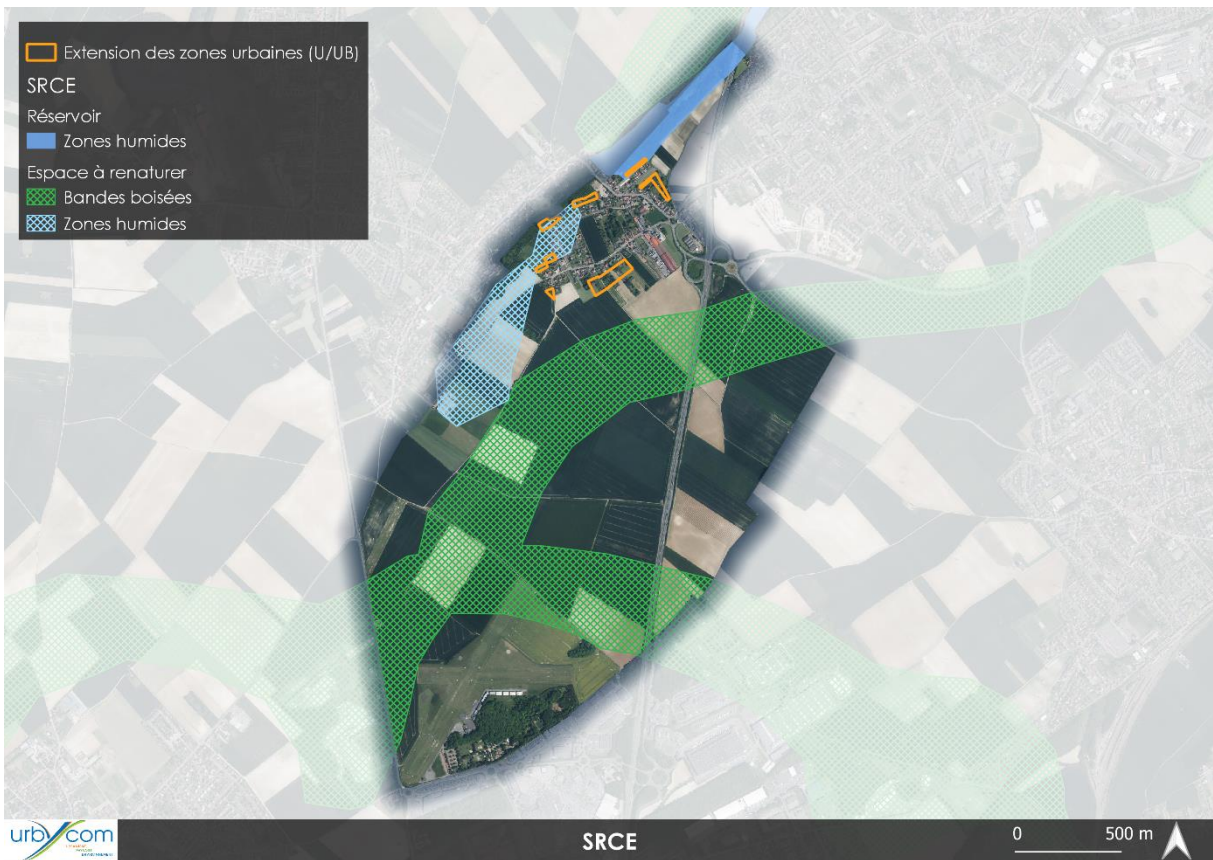 Extension des zones urbaines (U/UB)
SRCE
Réservoir
Zones humides
Espace à renaturer
Bandes boisées
Zones humides
urbycom
SRCE
0 500 m